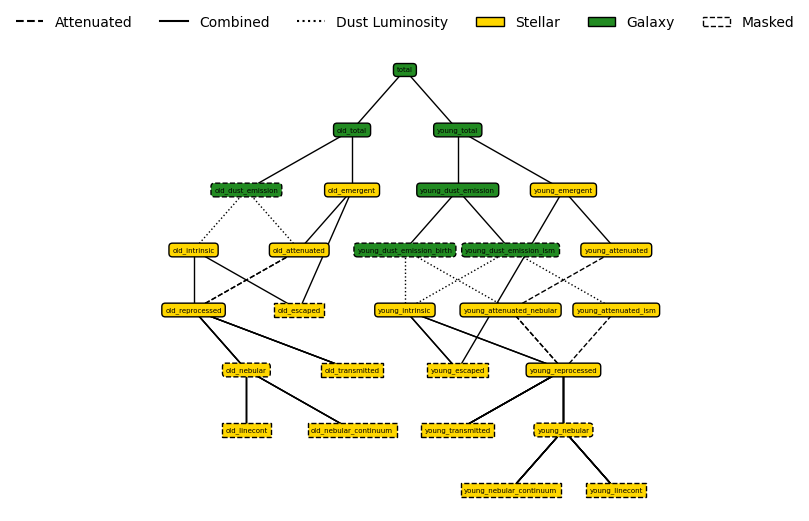 Attenuated Combined Dust Luminosity Stellar Galaxy Masked
total
old_total young_total
old_dust_emission old_emergent young_dust_emission young_emergent
old_intrinsic old_attenuated young_dust_emission_birth young_dust_emission_ism young_attenuated
old_reprocessed old_escaped young_intrinsic young_attenuated_nebular young_attenuated_ism
old_nebular old_transmitted young_escaped young_reprocessed
old_linecont old_nebular_continuum young_transmitted young_nebular
young_nebular_continuum young_linecont